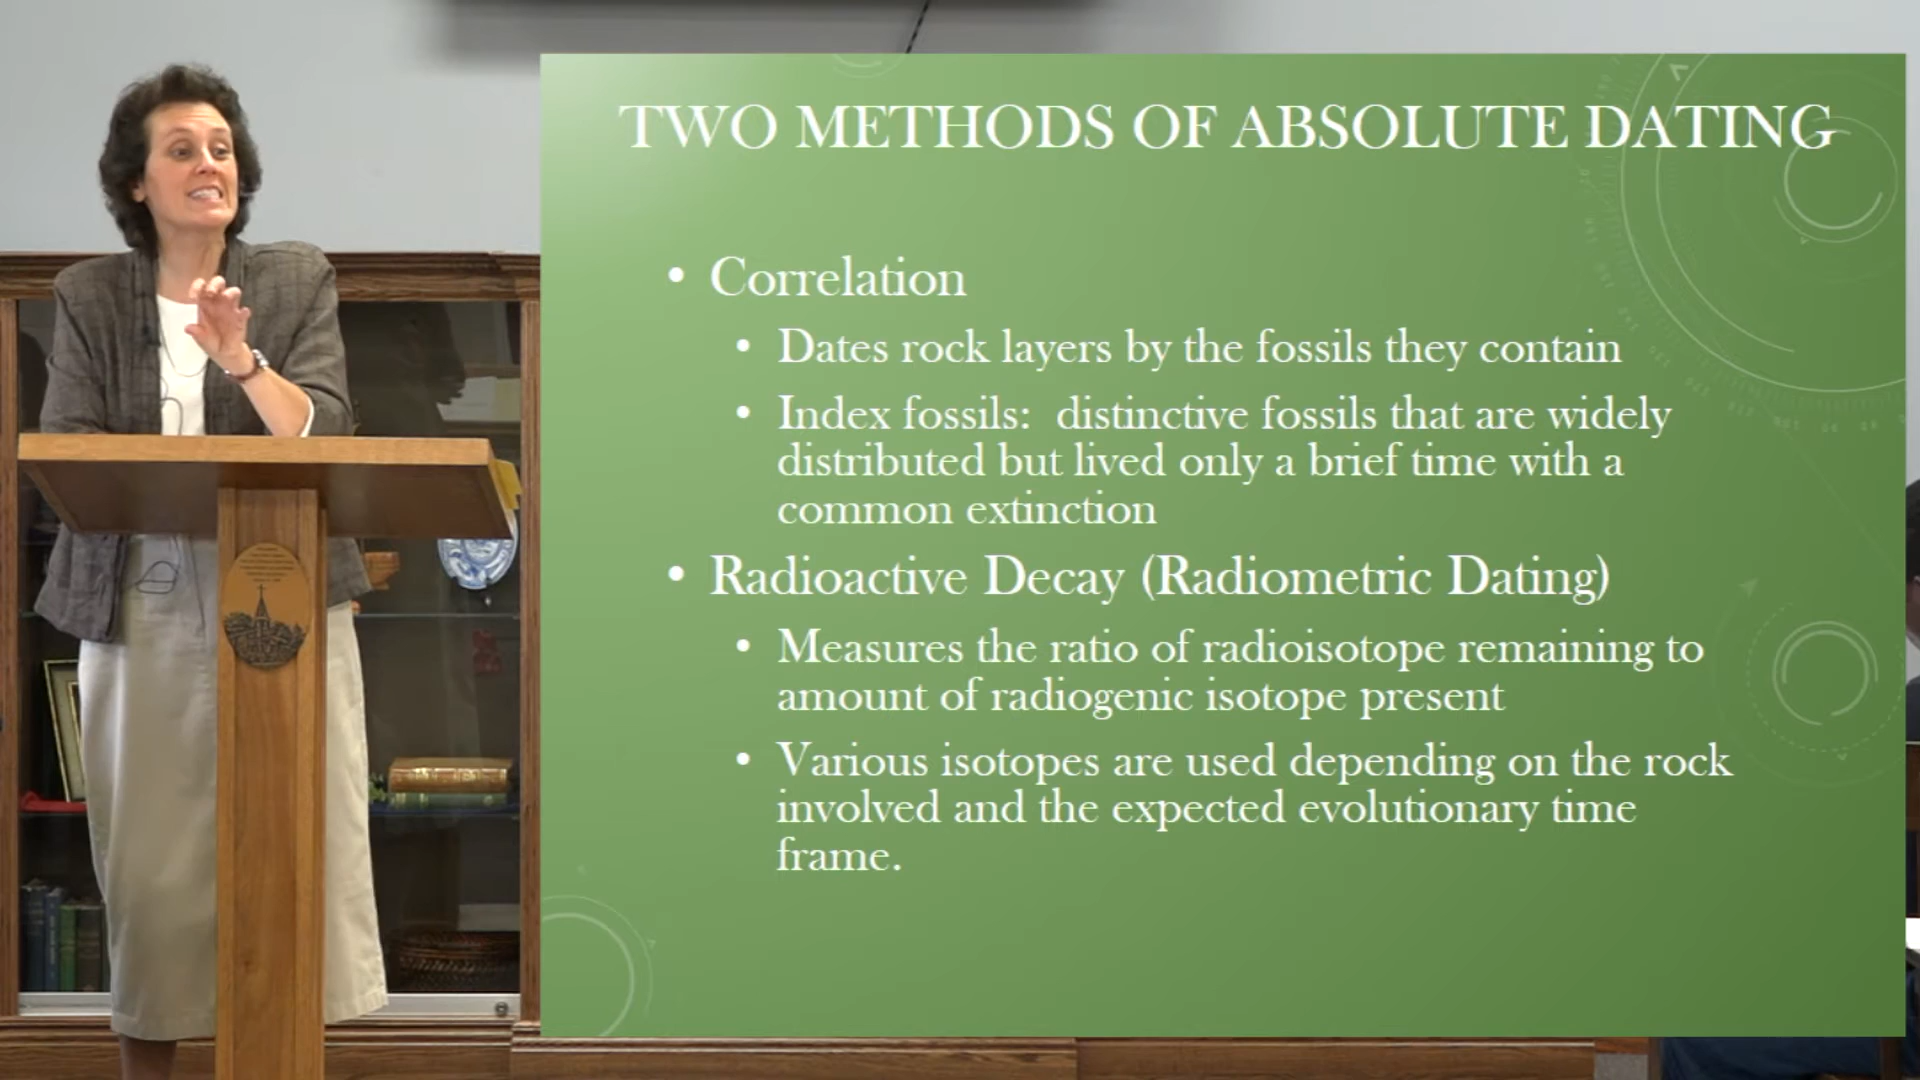 TWO METHODS OF ABSOLUTE DATING
• Correlation
• Dates rock layers by the fossils they contain
• Index fossils: distinctive fossils that are widely
distributed but lived only a brief time with a
common extinction
• Radioactive Decay (Radiometric Dating)
• Measures the ratio of radioisotope remaining to
amount of radiogenic isotope present
• Various isotopes are used depending on the rock
involved and the expected evolutionary time
frame.